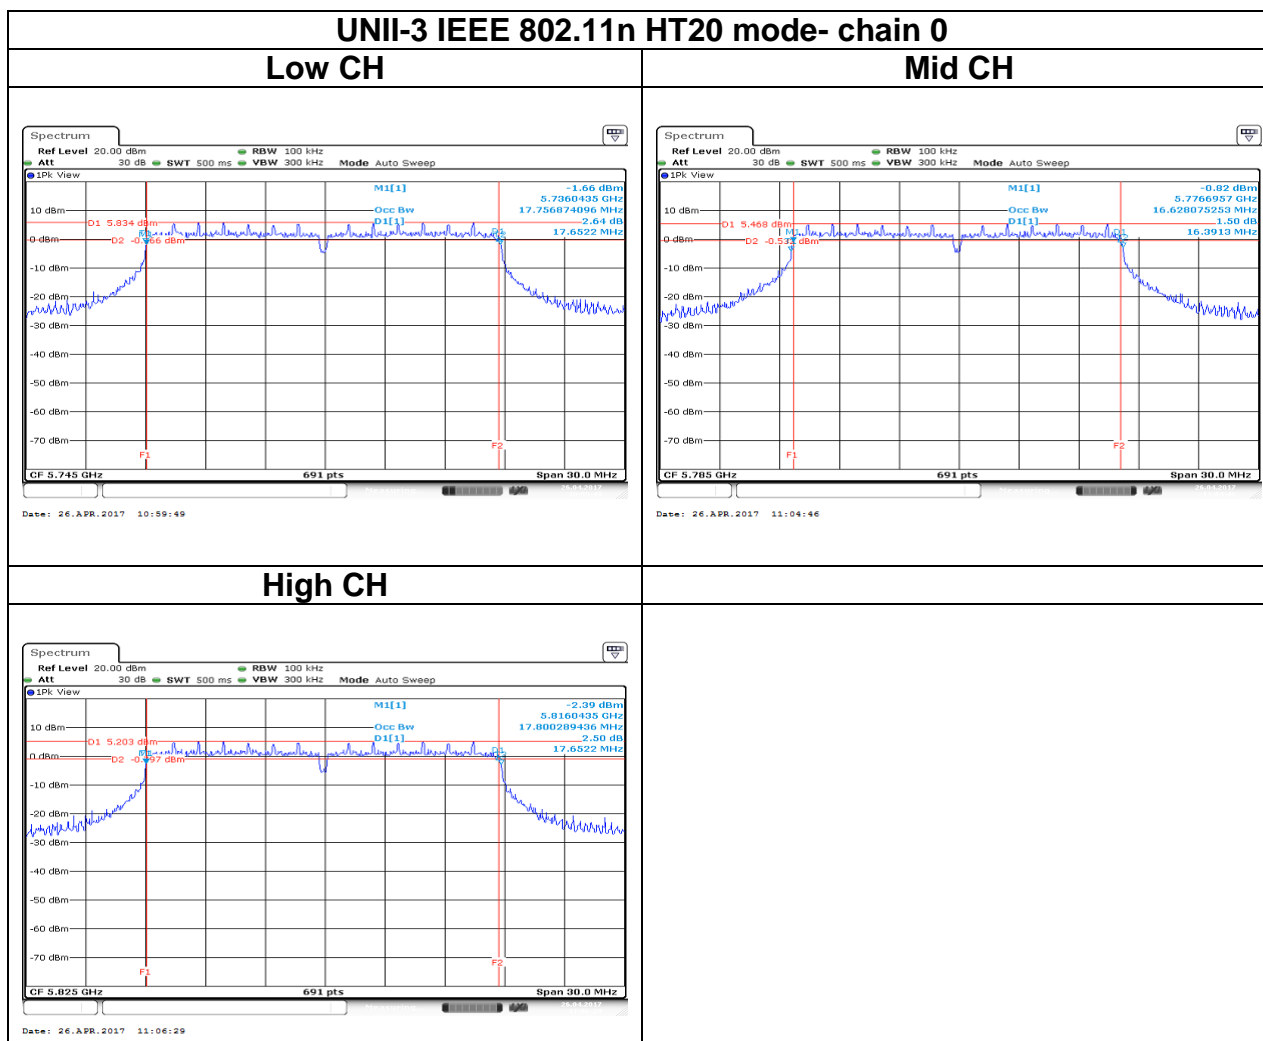 UNII-3 IEEE 802.11n HT20 mode- chain 0
Low CH
Mid CH
Spectrum
Ref Level 20.00 dBm RBW 100 kHz
Att 30 dB SWT 500 ms VBW 300 kHz Mode Auto Sweep
1Pk View
M1[1] -1.66 dBm
5.7360435 GHz
Occ Bw 17.756874096 MHz
D1[1] 2.64 dB
17.6522 MHz
10 dBm
D1 5.834 dBm
M1
D1
0 dBm
D2 dBm
-10 dBm
-20 dBm
-30 dBm
-40 dBm
-50 dBm
-60 dBm
-70 dBm
F1
F2
CF 5.745 GHz 691 pts Span 30.0 MHz
Date: 26.APR.2017 10:59:49
Spectrum
Ref Level 20.00 dBm RBW 100 kHz
Att 30 dB SWT 500 ms VBW 300 kHz Mode Auto Sweep
1Pk View
M1[1] -0.82 dBm
5.7766957 GHz
Occ Bw 16.628075253 MHz
D1[1] 1.50 dB
16.3913 MHz
10 dBm
D1 5.468 dBm
M1
D1
0 dBm
D2 dBm
-10 dBm
-20 dBm
-30 dBm
-40 dBm
-50 dBm
-60 dBm
-70 dBm
F1
F2
CF 5.785 GHz 691 pts Span 30.0 MHz
Date: 26.APR.2017 11:04:46
High CH
Spectrum
Ref Level 20.00 dBm RBW 100 kHz
Att 30 dB SWT 500 ms VBW 300 kHz Mode Auto Sweep
1Pk View
M1[1] -2.39 dBm
5.8160435 GHz
Occ Bw 17.800289436 MHz
D1[1] 2.50 dB
17.6522 MHz
10 dBm
D1 5.203 dBm
M1
D1
0 dBm
D2 dBm
-10 dBm
-20 dBm
-30 dBm
-40 dBm
-50 dBm
-60 dBm
-70 dBm
F1
F2
CF 5.825 GHz 691 pts Span 30.0 MHz
Date: 26.APR.2017 11:06:29